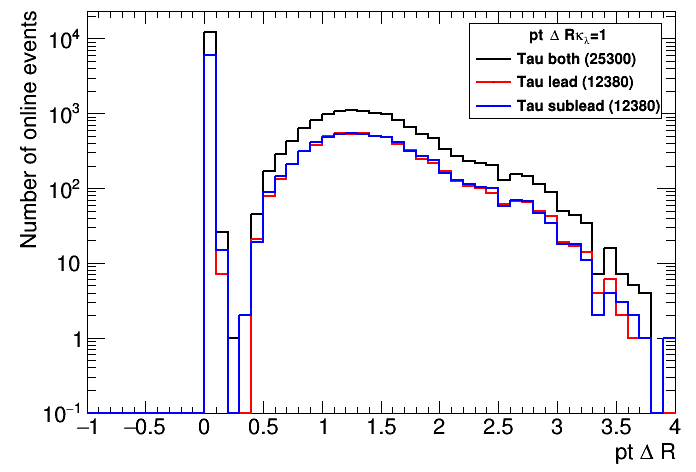 pt Δ Rκλ=1
Tau both (25300)
Tau lead (12380)
Tau sublead (12380)
Number of online events
10⁴
10³
10²
10
1
10⁻¹
−1 −0.5 0 0.5 1 1.5 2 2.5 3 3.5 4
pt Δ R